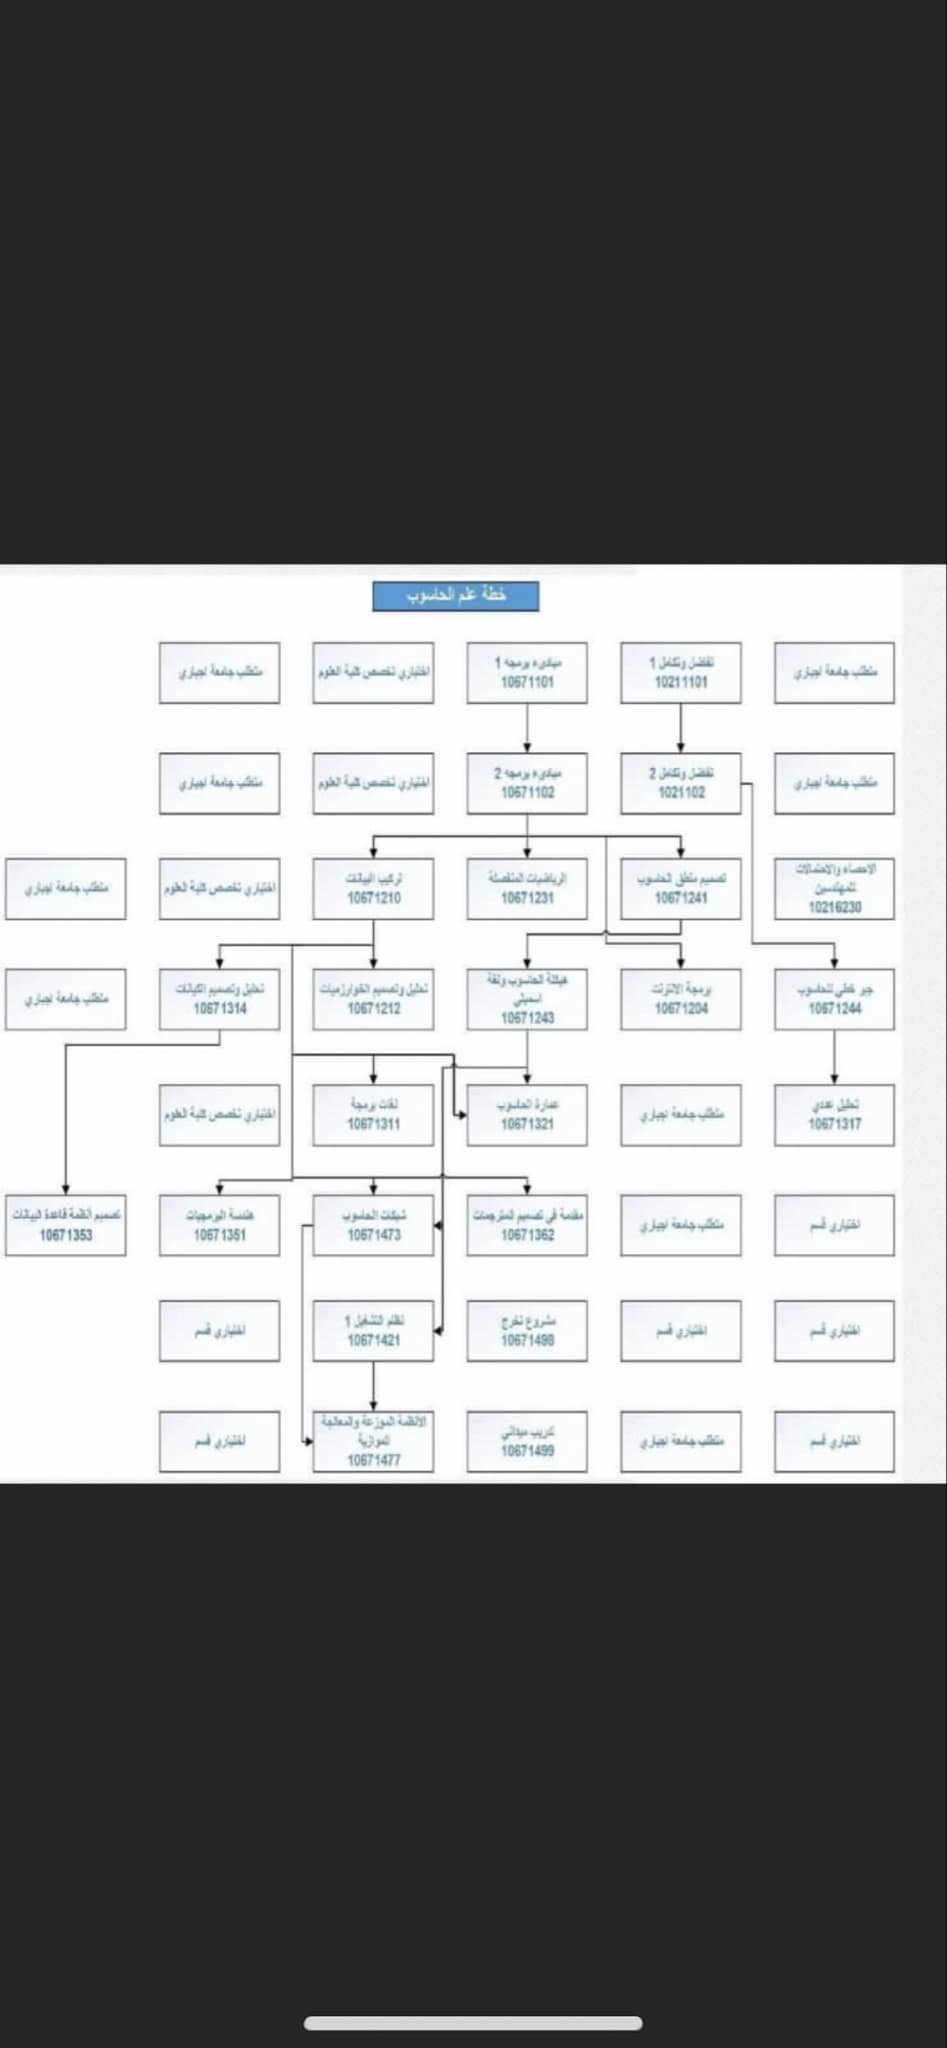 خطة علم الحاسوب
متطلب جامعة اجباري
تفاضل وتكامل 1
10211101
مبادىء برمجه 1
10671101
اختياري تخصص كلية العلوم
متطلب جامعة اجباري
متطلب جامعة اجباري
تفاضل وتكامل 2
1021102
مبادىء برمجه 2
10671102
اختياري تخصص كلية العلوم
متطلب جامعة اجباري
الاحصاء والاحتمالات
للمهندسين
10216230
تصميم منطق الحاسوب
10671241
الرياضيات المنفصلة
10671231
تركيب البيانات
10671210
اختياري تخصص كلية العلوم
متطلب جامعة اجباري
جبر خطي للحاسوب
10671244
برمجة الانترنت
10671204
هيكلة الحاسوب ولغة
اسمبلي
10671243
تحليل وتصميم الخوارزميات
10671212
تحليل وتصميم الكيانات
10671314
متطلب جامعة اجباري
تحليل عددي
10671317
متطلب جامعة اجباري
عمارة الحاسوب
10671321
لغات برمجة
10671311
اختياري تخصص كلية العلوم
اختياري قسم
متطلب جامعة اجباري
مقدمة في تصميم المترجمات
10671362
شبكات الحاسوب
10671473
هندسة البرمجيات
10671351
تصميم أنظمة قاعدة البيانات
10671353
اختياري قسم
اختياري قسم
مشروع تخرج
10671498
نظام التشغيل 1
10671421
اختياري قسم
اختياري قسم
متطلب جامعة اجباري
تدريب ميداني
10671499
الأنظمة الموزعة والمعالجة
المتوازية
10671477
اختياري قسم